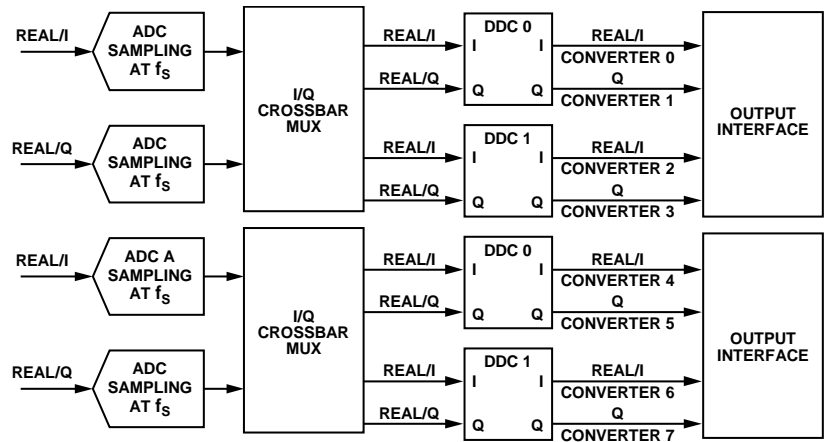 REAL/I
ADC
SAMPLING
AT fS
REAL/Q
ADC
SAMPLING
AT fS
I/Q
CROSSBAR
MUX
REAL/I
REAL/Q
DDC 0
I
I
Q
Q
REAL/I
CONVERTER 0
Q
CONVERTER 1
REAL/I
REAL/Q
DDC 1
I
I
Q
Q
REAL/I
CONVERTER 2
Q
CONVERTER 3
OUTPUT
INTERFACE
REAL/I
ADC A
SAMPLING
AT fS
REAL/Q
ADC
SAMPLING
AT fS
I/Q
CROSSBAR
MUX
REAL/I
REAL/Q
DDC 0
I
I
Q
Q
REAL/I
CONVERTER 4
Q
CONVERTER 5
REAL/I
REAL/Q
DDC 1
I
I
Q
Q
REAL/I
CONVERTER 6
Q
CONVERTER 7
OUTPUT
INTERFACE